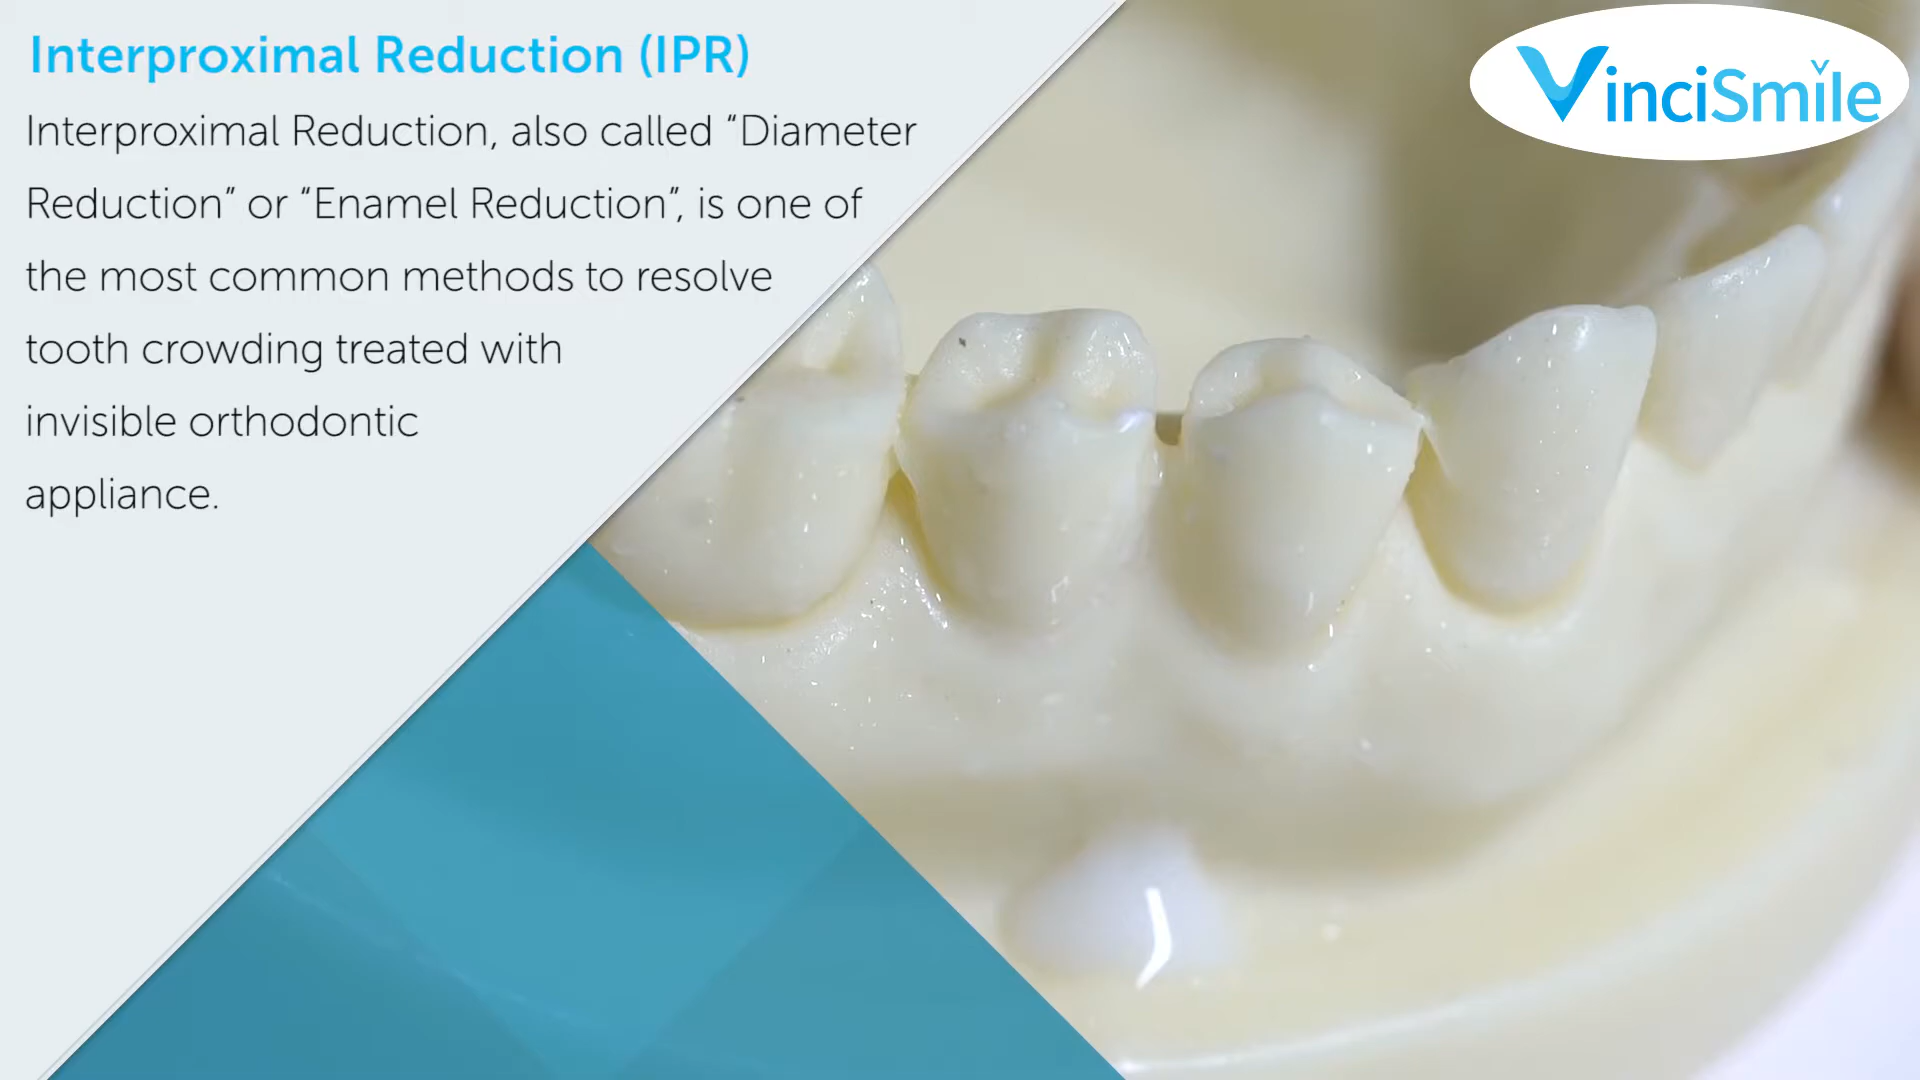 Interproximal Reduction (IPR)
Interproximal Reduction, also called “Diameter
Reduction” or “Enamel Reduction”, is one of
the most common methods to resolve
tooth crowding treated with
invisible orthodontic
appliance.
VinciSmile